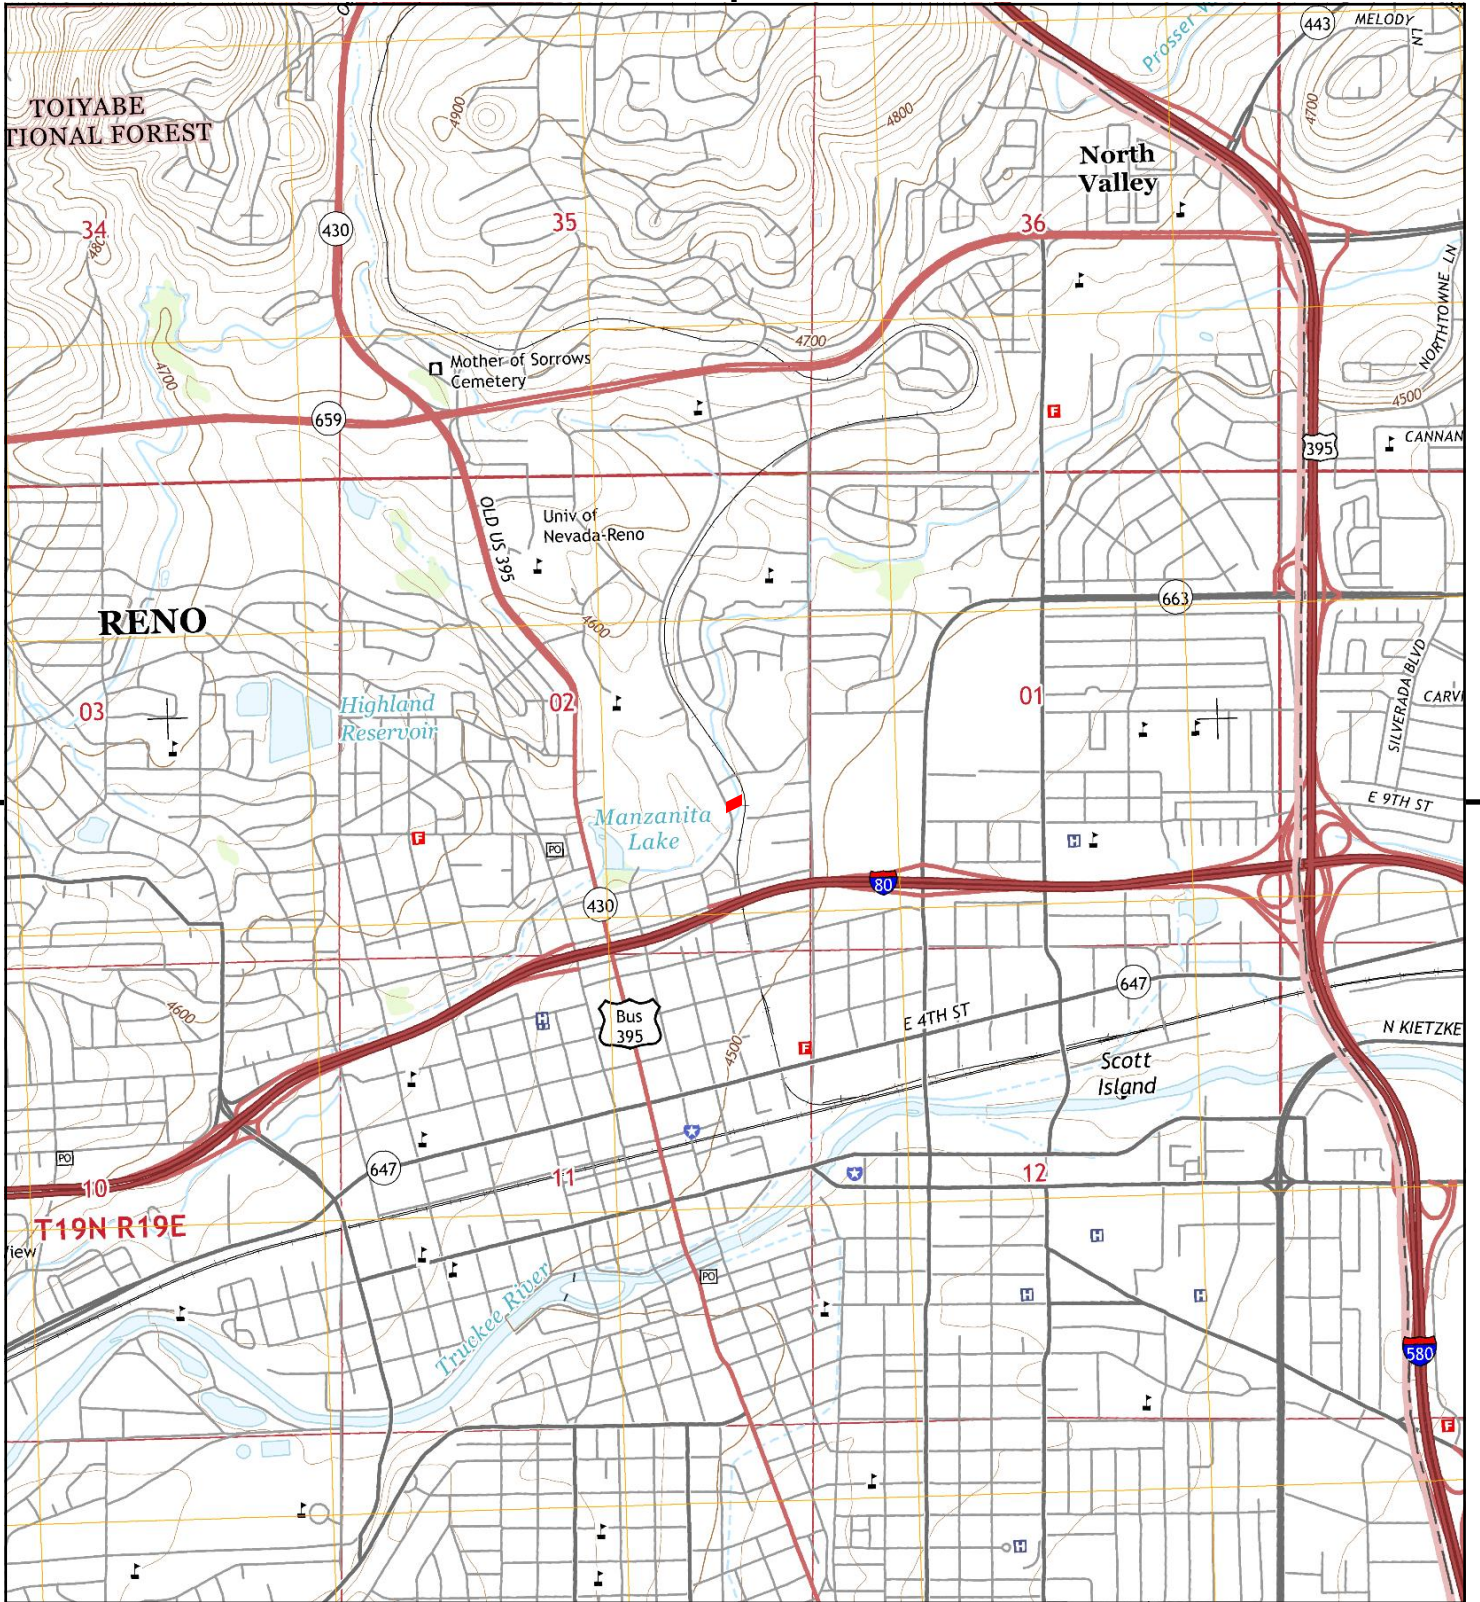 443
MELODY
LN
Prosser V
TOIYABE
TIONAL FOREST
4900
4800
4700
North
Valley
34
430
35
36
NORTHTOWNE LN
4700
4700
Mother of Sorrows
Cemetery
659
F
4500
395
CANNAN
OLD US 395
Univ of
Nevada-Reno
663
RENO
4600
SILVERADA BLVD
03
Highland
Reservoir
02
01
CARVI
E 9TH ST
Manzanita
Lake
F
PO
H
80
430
647
4600
H
Bus
395
4500
F
E 4TH ST
N KIETZKE
Scott
Island
PO
647
10
11
12
T19N R19E
View
H
PO
H
H
Truckee River
580
F
H